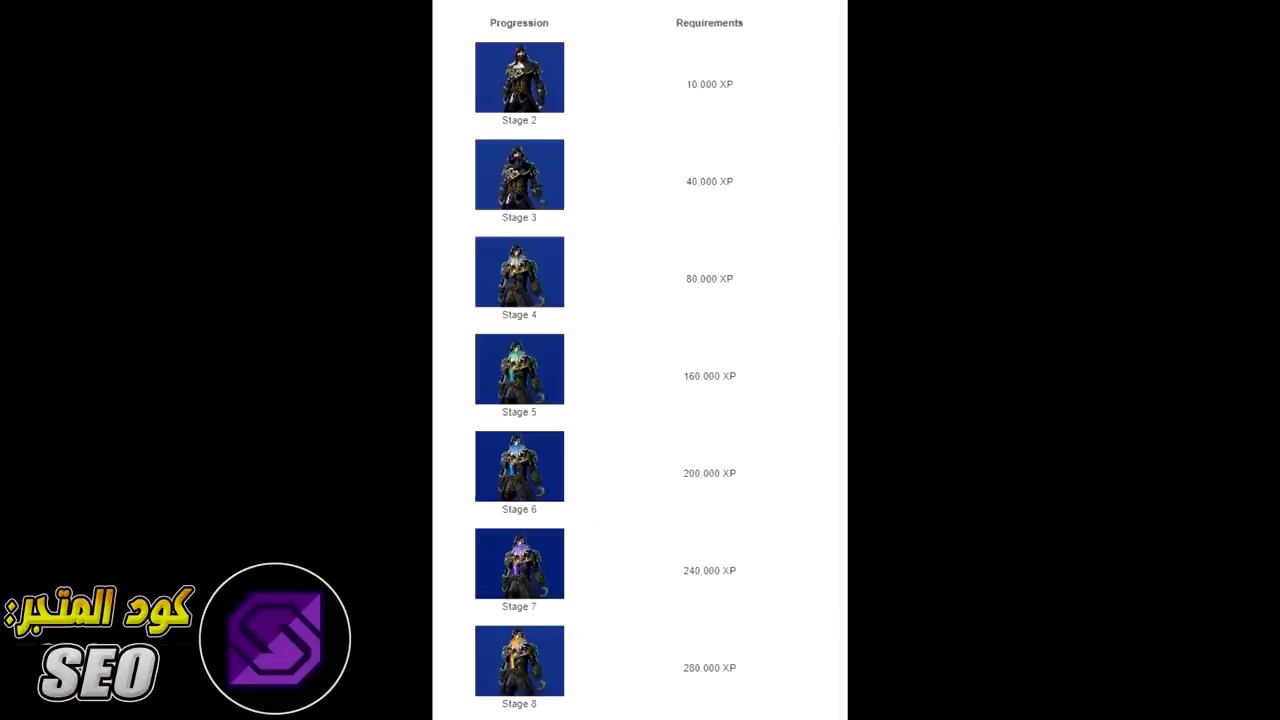 Progression Requirements
10.000 XP
Stage 2
40.000 XP
Stage 3
80.000 XP
Stage 4
160.000 XP
Stage 5
200.000 XP
Stage 6
240.000 XP
Stage 7
280.000 XP
Stage 8
كود المتجر:
SEO